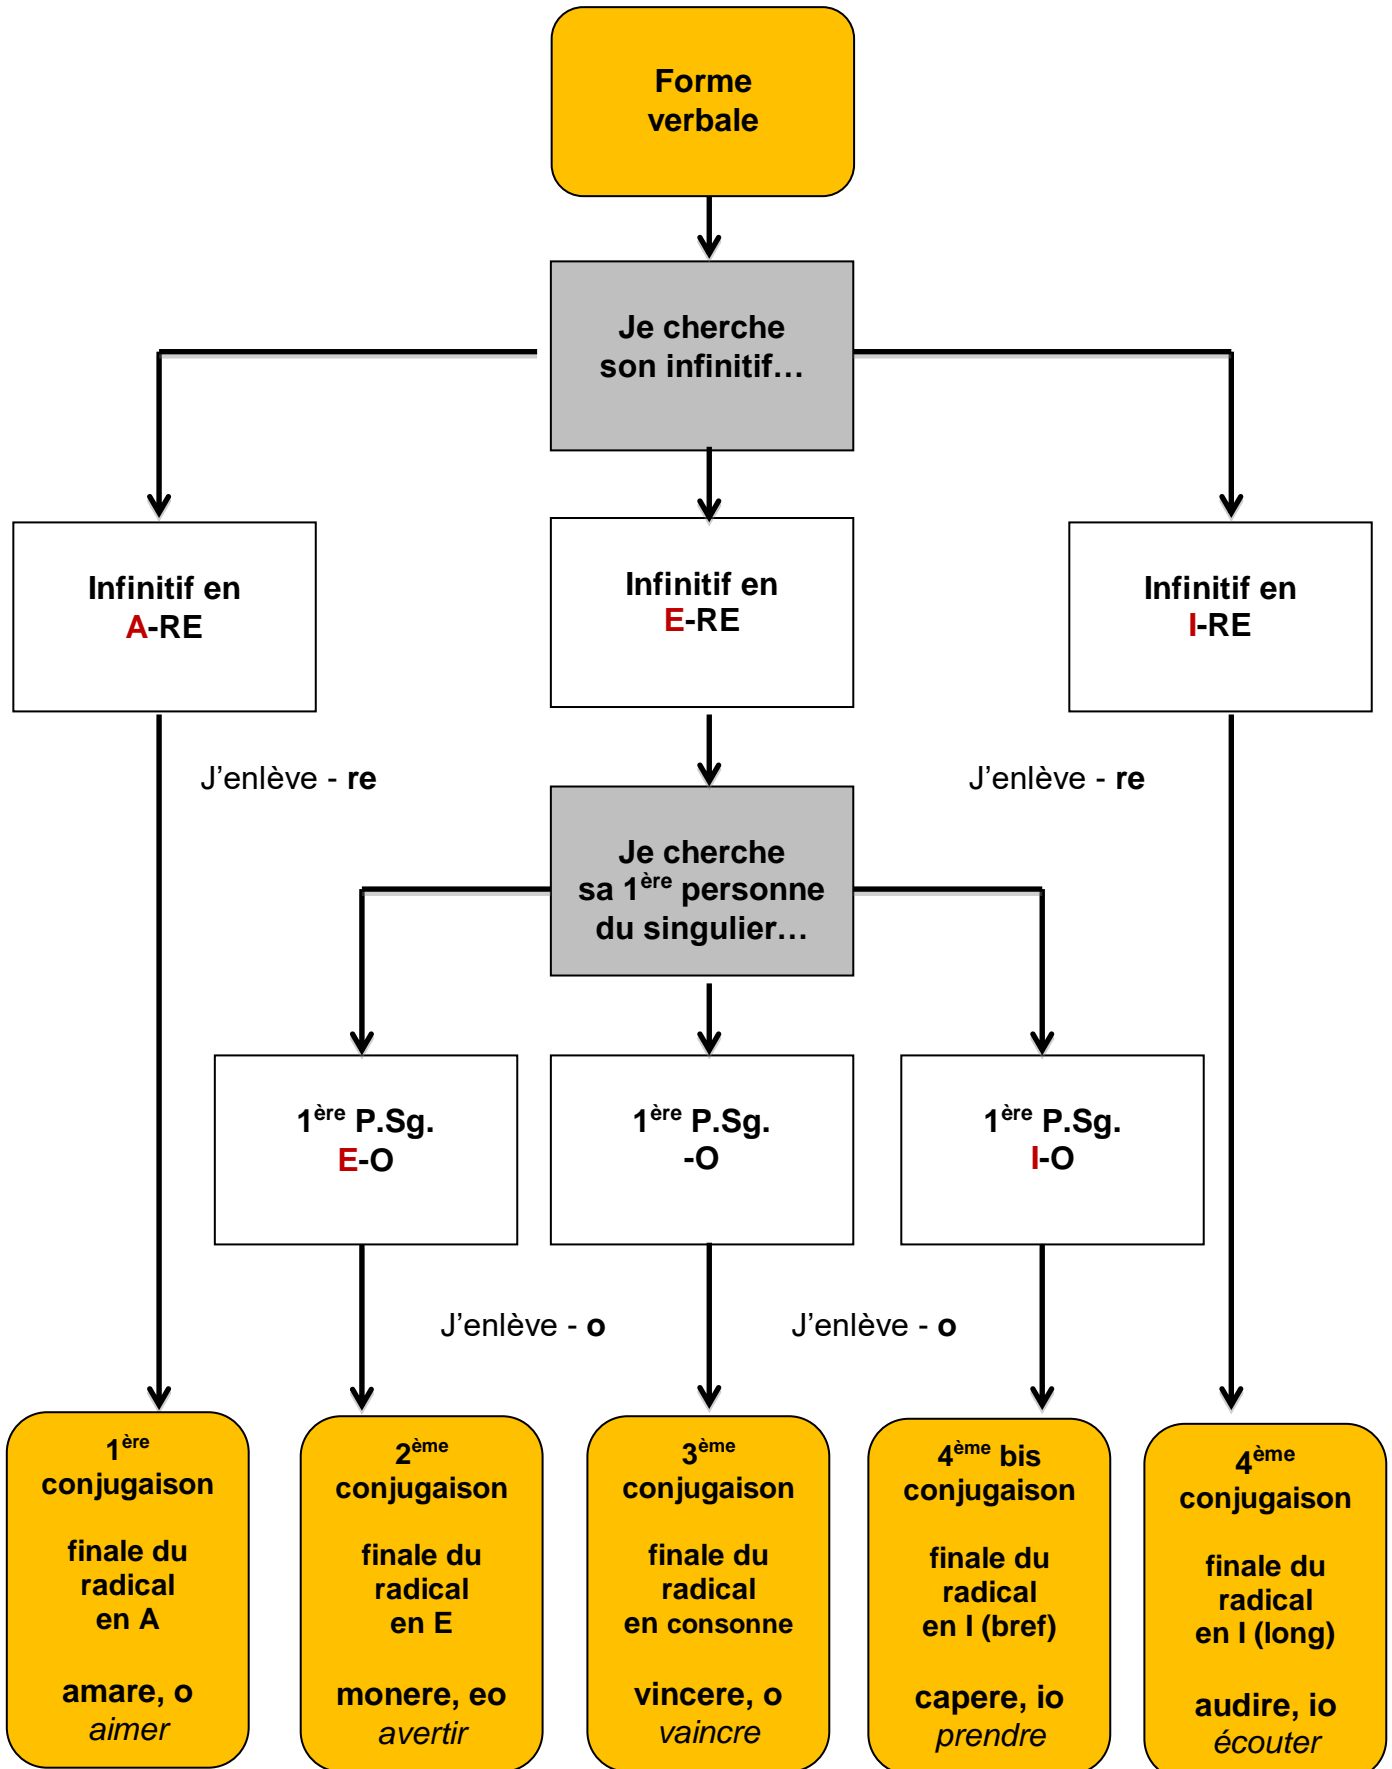 Forme
verbale
Je cherche
son infinitif…
Infinitif en
A-RE
Infinitif en
E-RE
Infinitif en
I-RE
J’enlève - re
J’enlève - re
Je cherche
sa 1ère personne
du singulier…
1ère P.Sg.
E-O
1ère P.Sg.
-O
1ère P.Sg.
I-O
J’enlève - o
J’enlève - o
1ère
conjugaison
finale du
radical
en A
amare, o
aimer
2ème
conjugaison
finale du
radical
en E
monere, eo
avertir
3ème
conjugaison
finale du
radical
en consonne
vincere, o
vaincre
4ème bis
conjugaison
finale du
radical
en I (bref)
capere, io
prendre
4ème
conjugaison
finale du
radical
en I (long)
audire, io
écouter